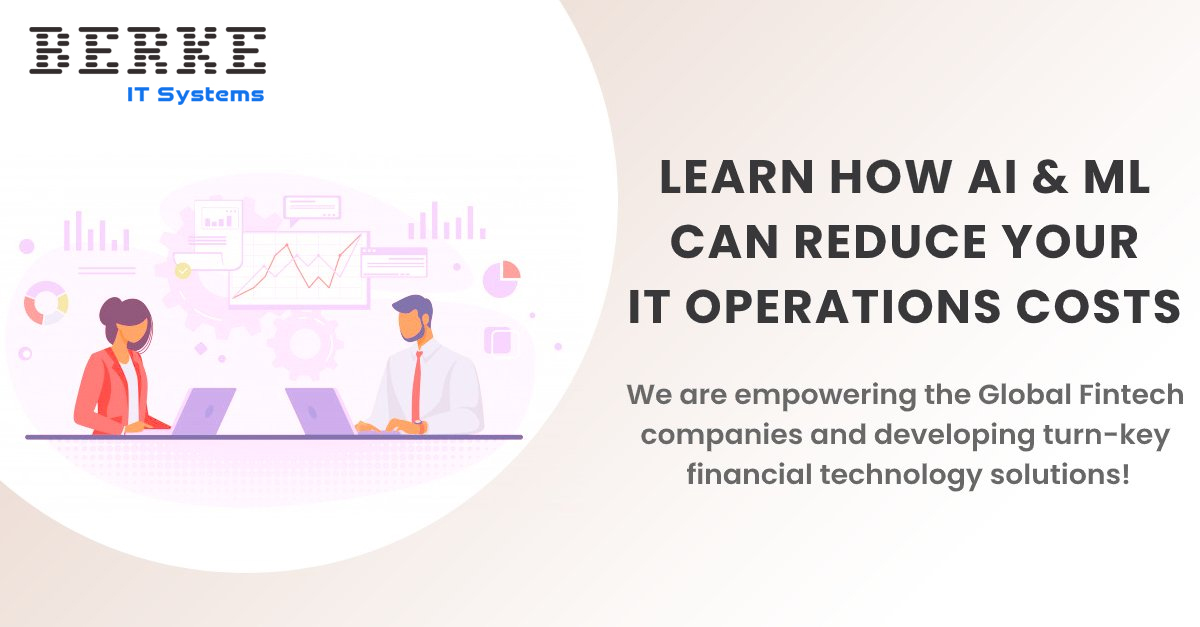 BERKE
IT Systems
LEARN HOW AI & ML
CAN REDUCE YOUR
IT OPERATIONS COSTS
We are empowering the Global Fintech
companies and developing turn-key
financial technology solutions!